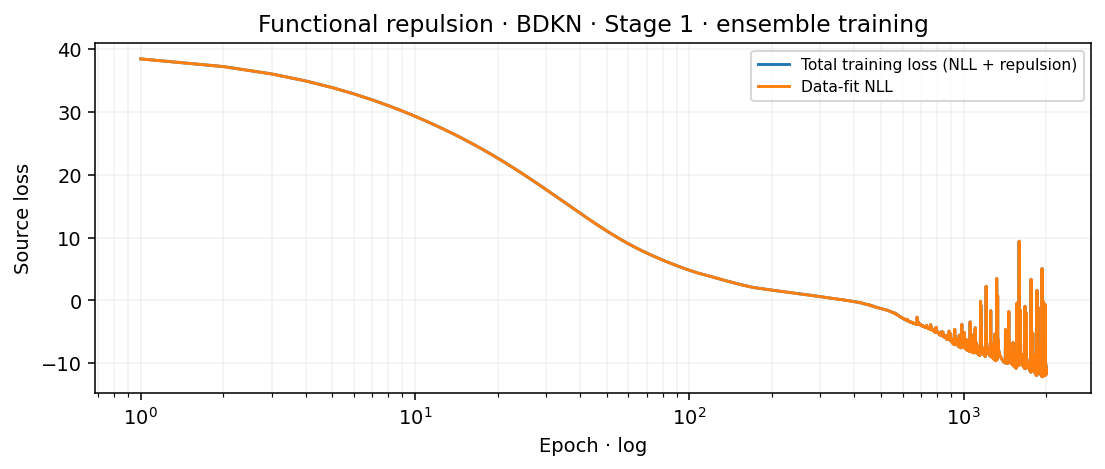 Functional repulsion · BDKN · Stage 1 · ensemble training
Total training loss (NLL + repulsion)
Data-fit NLL
Source loss
40
30
20
10
0
−10
10⁰ 10¹ 10² 10³
Epoch · log